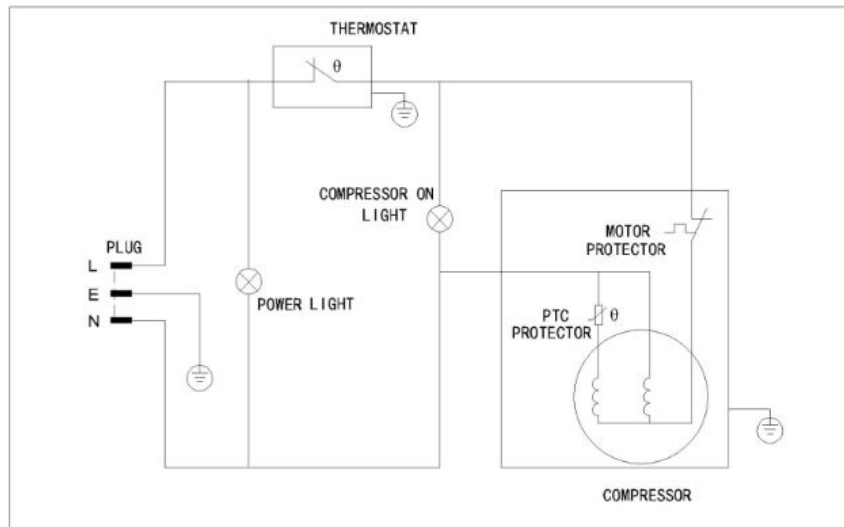 THERMOSTAT
θ
COMPRESSOR ON
LIGHT
MOTOR
PROTECTOR
PLUG
L
E
N
POWER LIGHT
PTC
PROTECTOR
θ
COMPRESSOR